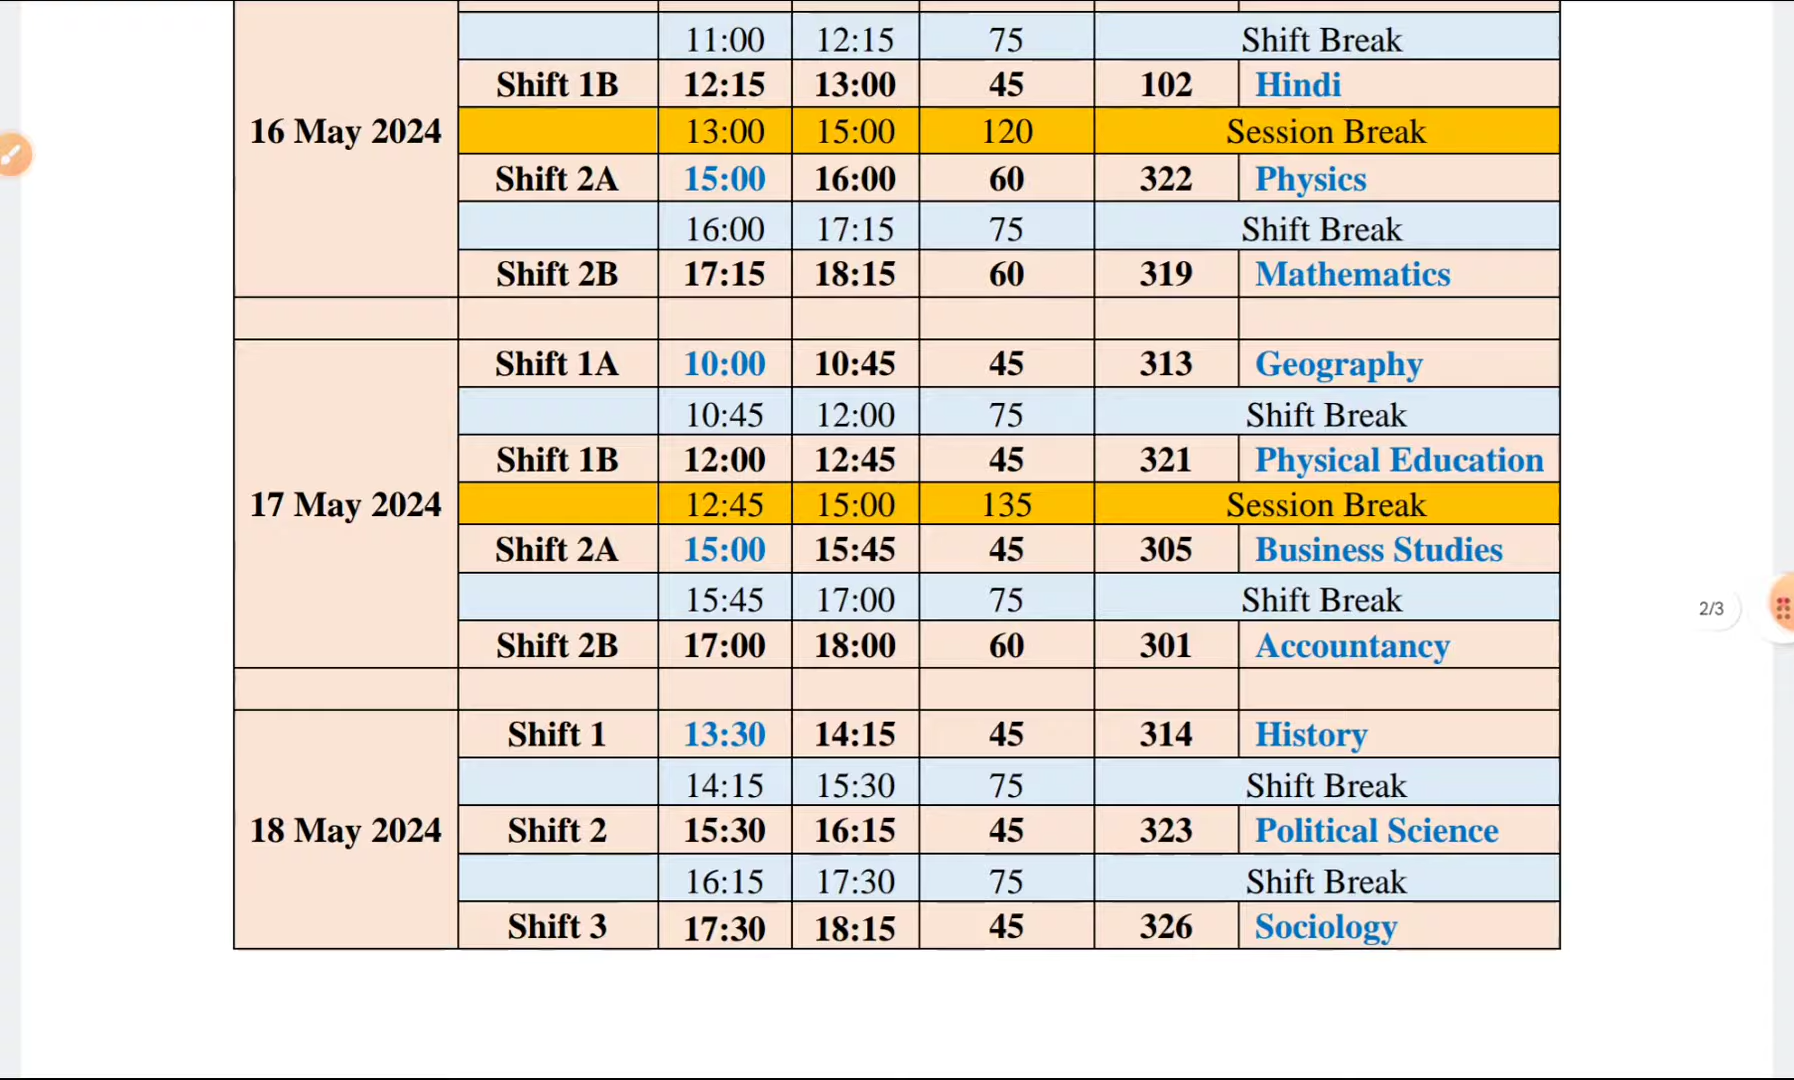 11:00 12:15 75 Shift Break
Shift 1B 12:15 13:00 45 102 Hindi
16 May 2024 13:00 15:00 120 Session Break
Shift 2A 15:00 16:00 60 322 Physics
16:00 17:15 75 Shift Break
Shift 2B 17:15 18:15 60 319 Mathematics
Shift 1A 10:00 10:45 45 313 Geography
10:45 12:00 75 Shift Break
Shift 1B 12:00 12:45 45 321 Physical Education
17 May 2024 12:45 15:00 135 Session Break
Shift 2A 15:00 15:45 45 305 Business Studies
15:45 17:00 75 Shift Break
2/3
Shift 2B 17:00 18:00 60 301 Accountancy
Shift 1 13:30 14:15 45 314 History
14:15 15:30 75 Shift Break
18 May 2024 Shift 2 15:30 16:15 45 323 Political Science
16:15 17:30 75 Shift Break
Shift 3 17:30 18:15 45 326 Sociology